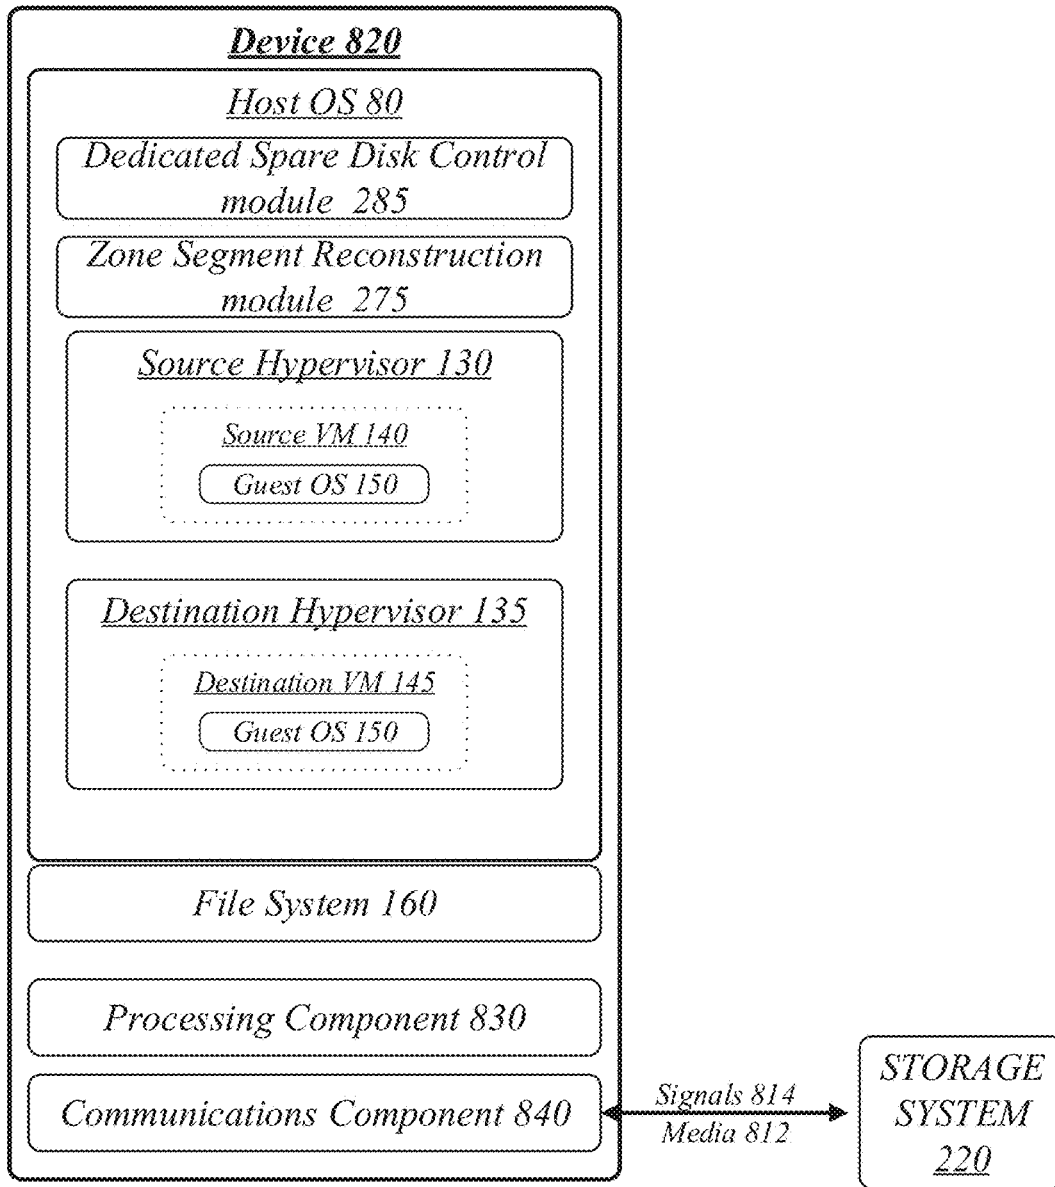 Device 820
Host OS 80
Dedicated Spare Disk Control
module 285
Zone Segment Reconstruction
module 275
Source Hypervisor 130
Source VM 140
Guest OS 150
Destination Hypervisor 135
Destination VM 145
Guest OS 150
File System 160
Processing Component 830
Communications Component 840
Signals 814
Media 812
STORAGE
SYSTEM
220